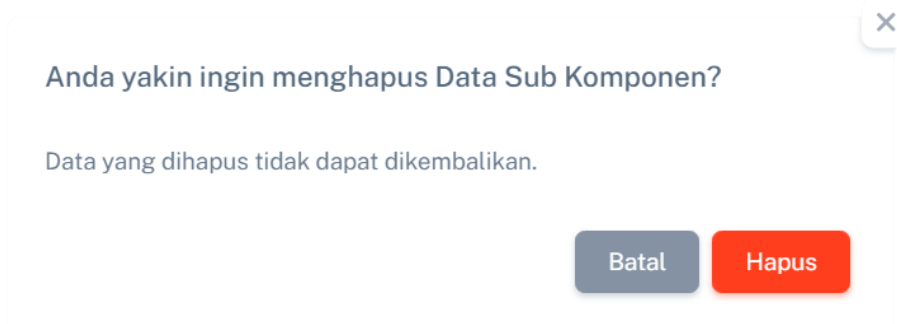 Anda yakin ingin menghapus Data Sub Komponen?
Data yang dihapus tidak dapat dikembalikan.
Batal
Hapus